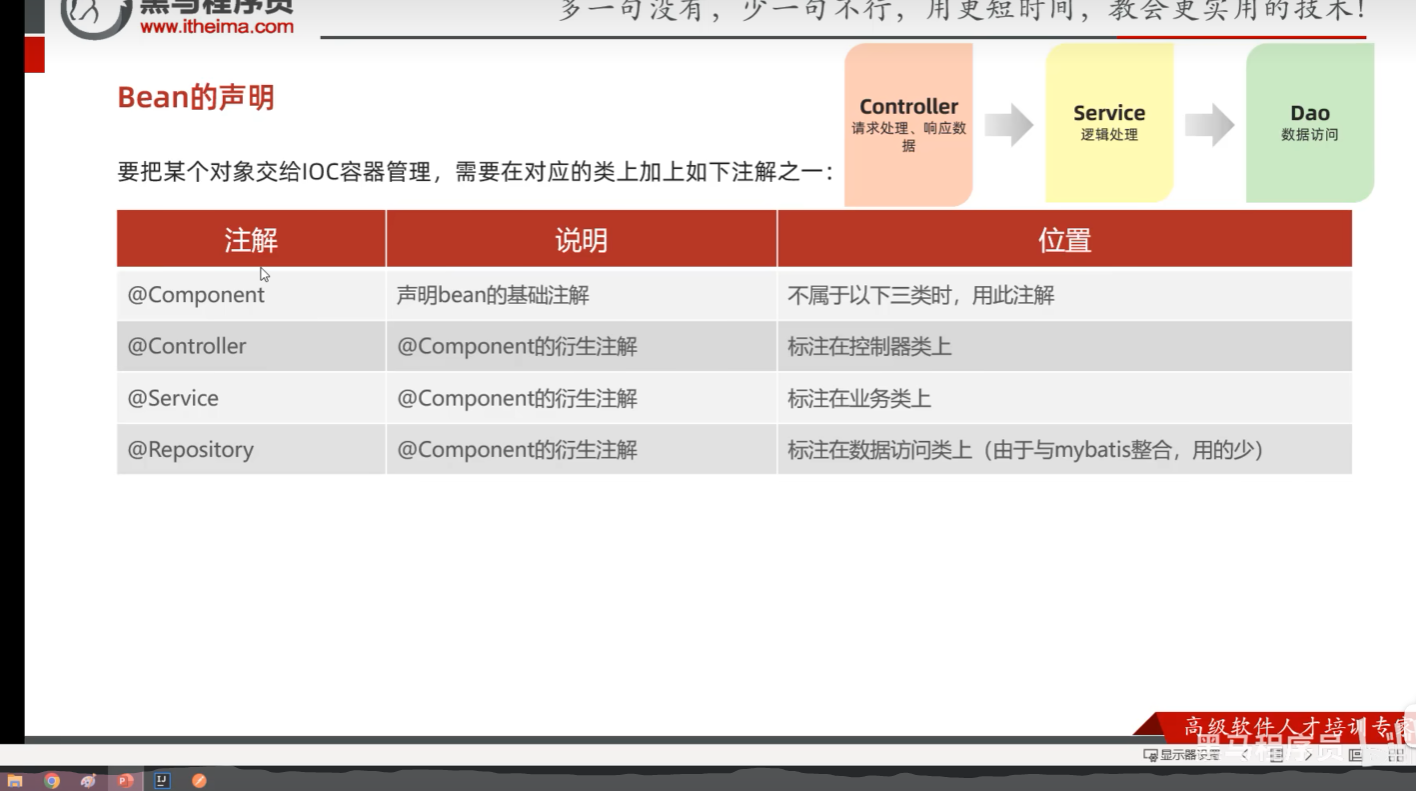 黑马程序员
www.itheima.com
多一句没有，少一句不行，用更短时间，教会更实用的技术！
Bean的声明
Controller
请求处理、响应数
据
Service
逻辑处理
Dao
数据访问
要把某个对象交给IOC容器管理，需要在对应的类上加上如下注解之一：
注解 说明 位置
@Component 声明bean的基础注解 不属于以下三类时，用此注解
@Controller @Component的衍生注解 标注在控制器类上
@Service @Component的衍生注解 标注在业务类上
@Repository @Component的衍生注解 标注在数据访问类上（由于与mybatis整合，用的少）
高级软件人才培训专家
黑马程序员
显示器设置